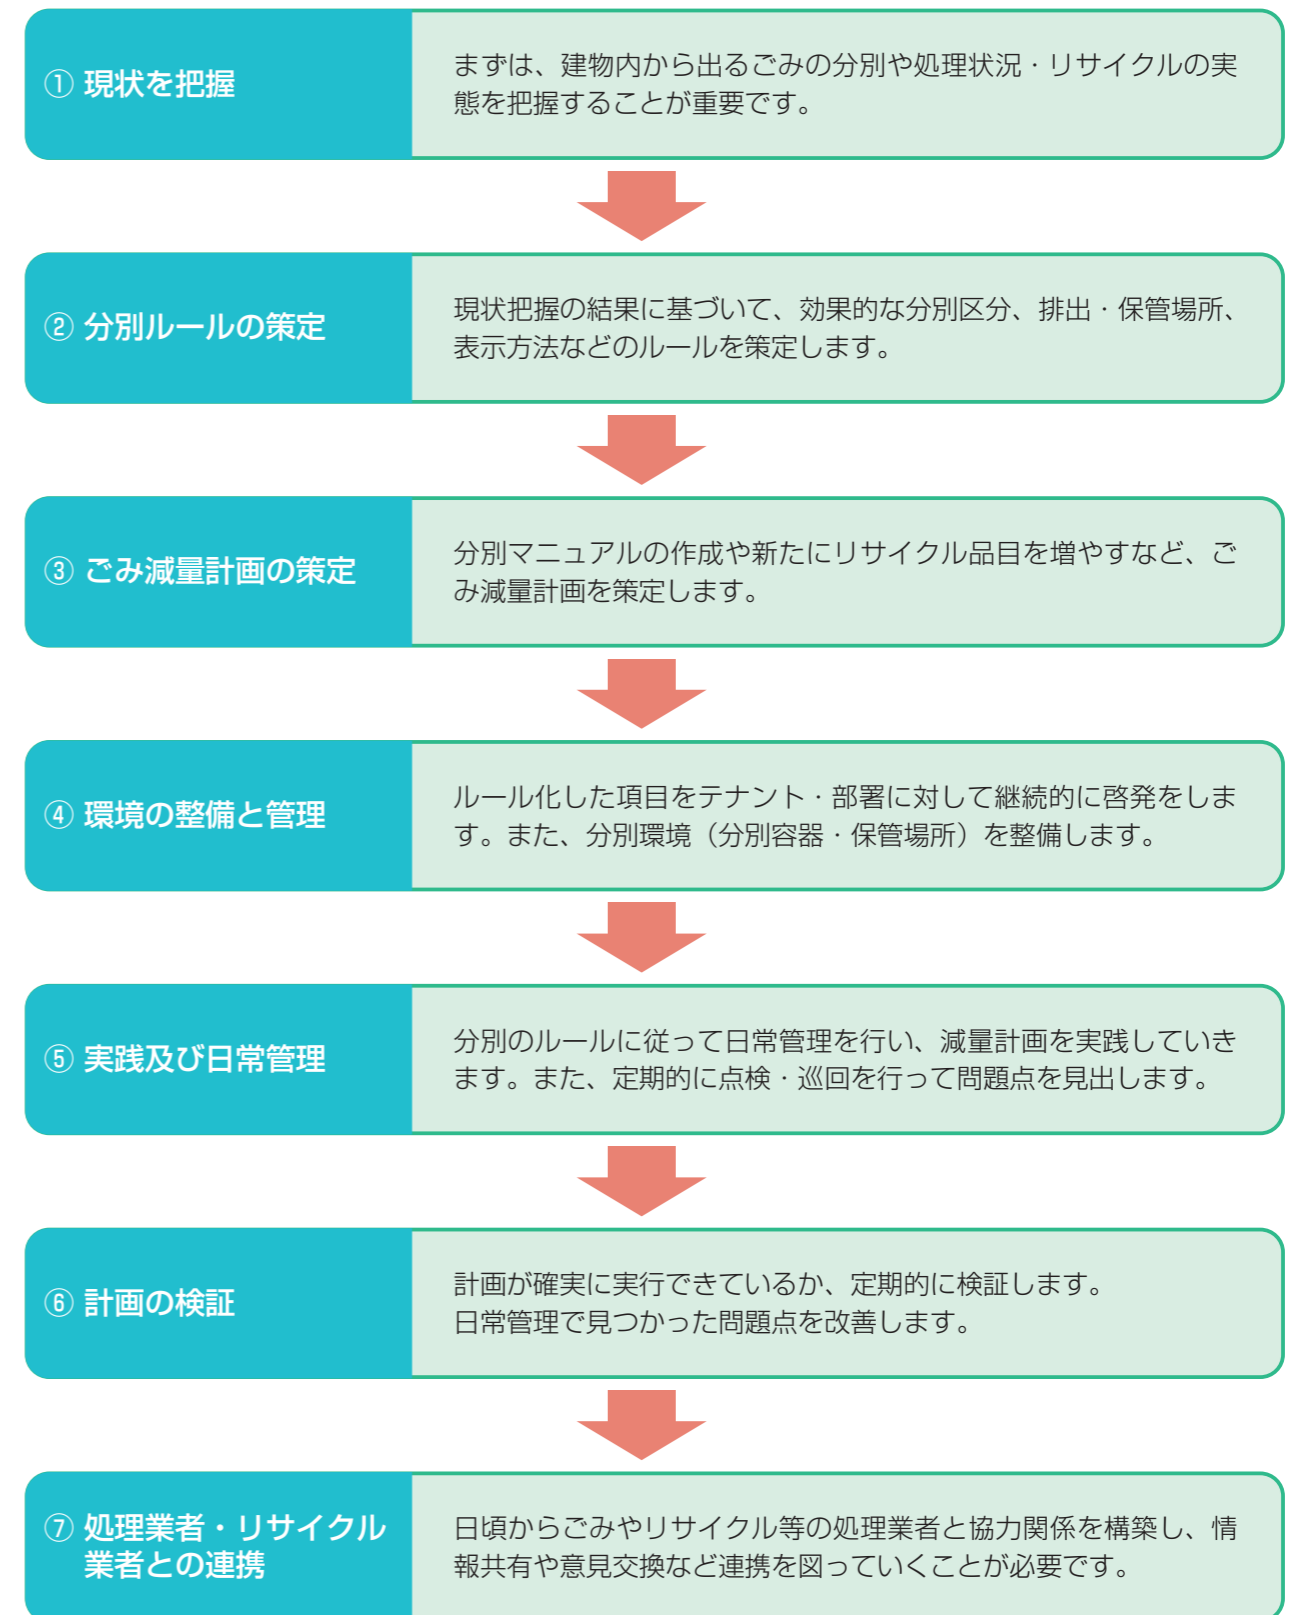 ① 現状を把握
まずは、建物内から出るごみの分別や処理状況・リサイクルの実
態を把握することが重要です。
② 分別ルールの策定
現状把握の結果に基づいて、効果的な分別区分、排出・保管場所、
表示方法などのルールを策定します。
③ ごみ減量計画の策定
分別マニュアルの作成や新たにリサイクル品目を増やすなど、ご
み減量計画を策定します。
④ 環境の整備と管理
ルール化した項目をテナント・部署に対して継続的に啓発をしま
す。また、分別環境（分別容器・保管場所）を整備します。
⑤ 実践及び日常管理
分別のルールに従って日常管理を行い、減量計画を実践していき
ます。また、定期的に点検・巡回を行って問題点を見出します。
⑥ 計画の検証
計画が確実に実行できているか、定期的に検証します。
日常管理で見つかった問題点を改善します。
⑦ 処理業者・リサイクル
業者との連携
日頃からごみやリサイクル等の処理業者と協力関係を構築し、情
報共有や意見交換など連携を図っていくことが必要です。